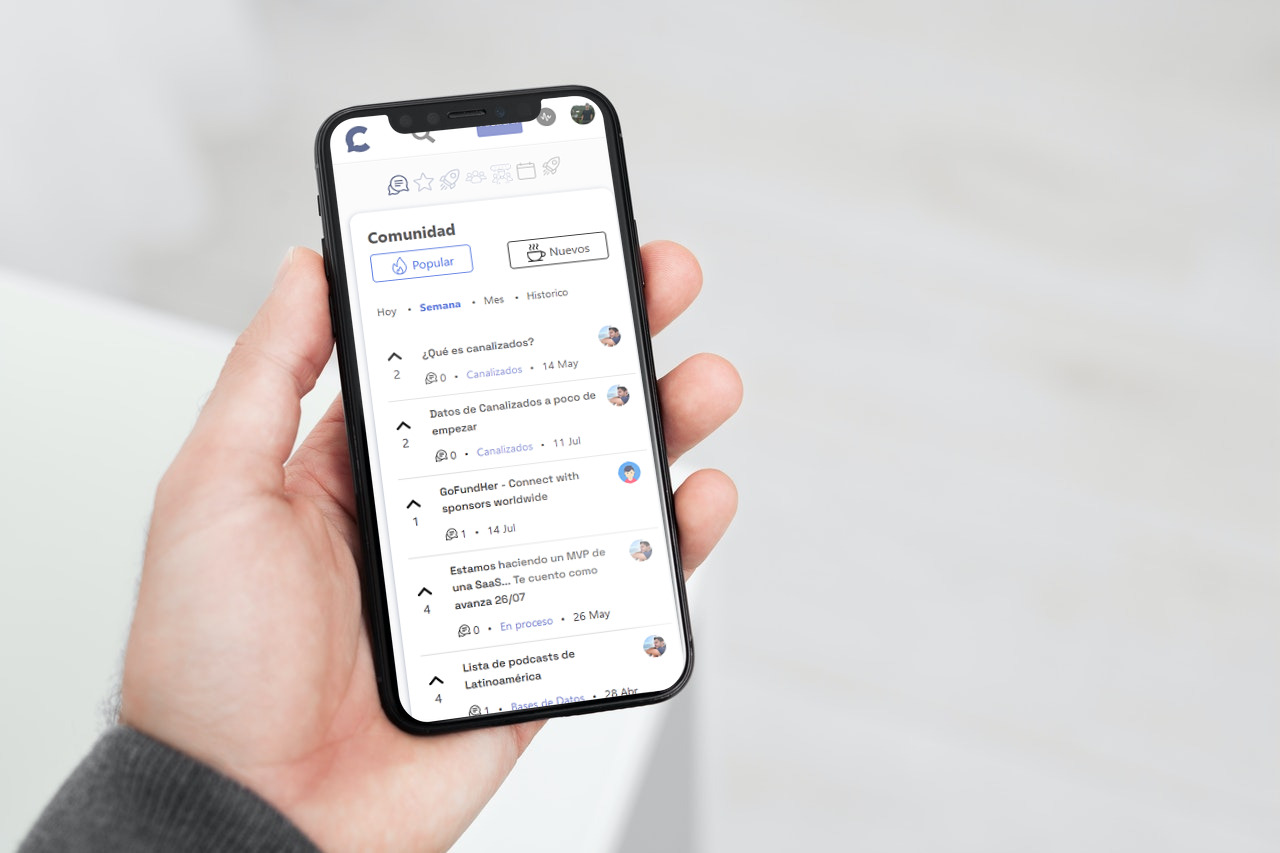 Comunidad
Popular
Nuevos
Hoy • Semana • Mes • Historico
¿Qué es canalizados?
2
0 • Canalizados • 14 May
Datos de Canalizados a poco de
empezar
2
0 • Canalizados • 11 Jul
GoFundHer - Connect with
sponsors worldwide
1
1 • 14 Jul
Estamos haciendo un MVP de
una SaaS... Te cuento como
avanza 26/07
4
0 • En proceso • 26 May
Lista de podcasts de
Latinoamérica
4
1 • Bases de Datos • 28 Abr